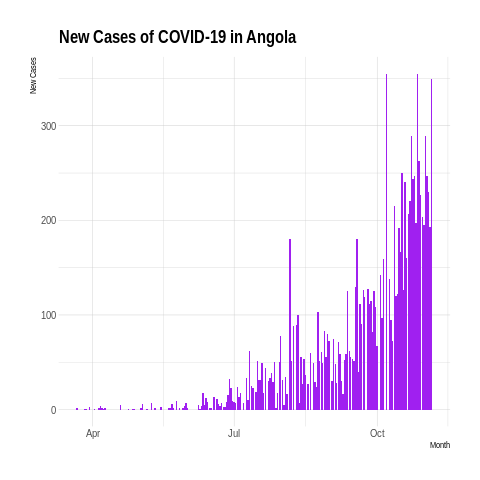 New Cases of COVID-19 in Angola
New Cases
300
200
100
0
Apr
Jul
Oct
Month